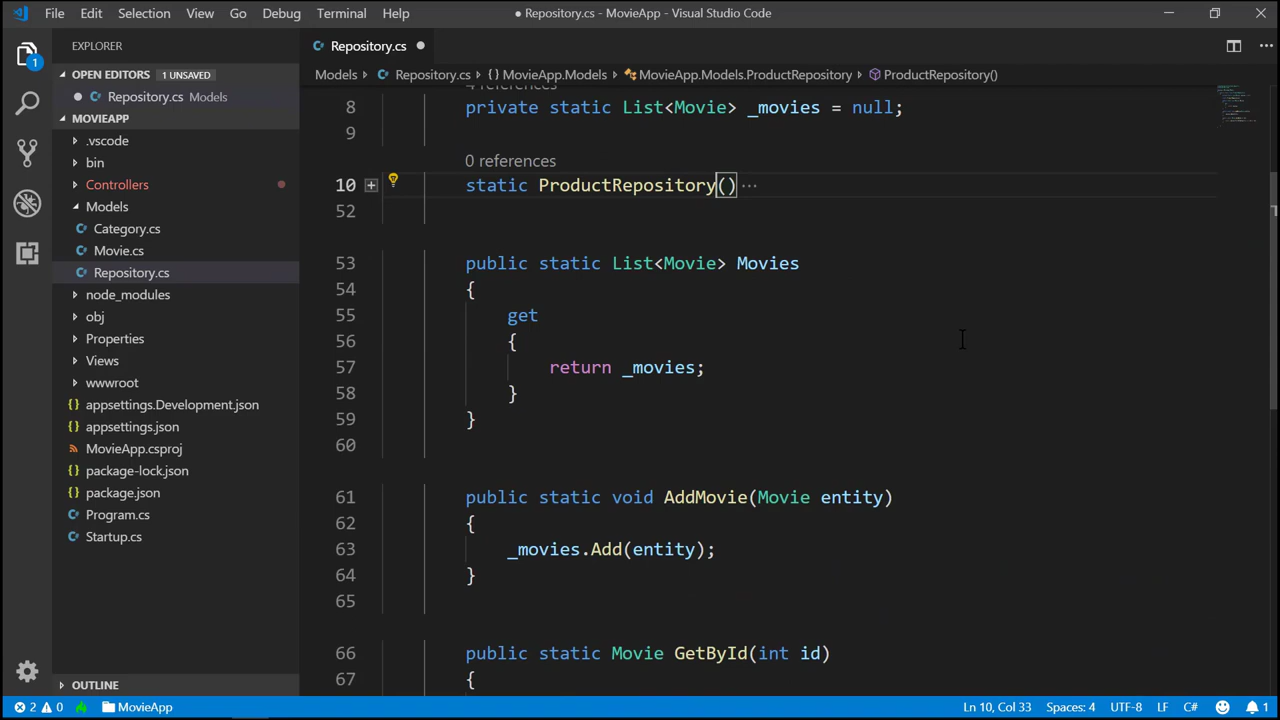 File Edit Selection View Go Debug Terminal Help ● Repository.cs - MovieApp - Visual Studio Code
EXPLORER
Repository.cs ●
1
OPEN EDITORS 1 UNSAVED
● Repository.cs Models
MOVIEAPP
.vscode
bin
Controllers
Models
Category.cs
Movie.cs
Repository.cs
node_modules
obj
Properties
Views
wwwroot
appsettings.Development.json
appsettings.json
MovieApp.csproj
package-lock.json
package.json
Program.cs
Startup.cs
OUTLINE
Models Repository.cs {} MovieApp.Models MovieApp.Models.ProductRepository ProductRepository()
4 references
8 private static List<Movie> _movies = null;
9
0 references
10 static ProductRepository() ...
52
53 public static List<Movie> Movies
54 {
55 get
56 {
57 return _movies;
58 }
59 }
60
61 public static void AddMovie(Movie entity)
62 {
63 _movies.Add(entity);
64 }
65
66 public static Movie GetById(int id)
67 {
2 0 MovieApp Ln 10, Col 33 Spaces: 4 UTF-8 LF C# 1